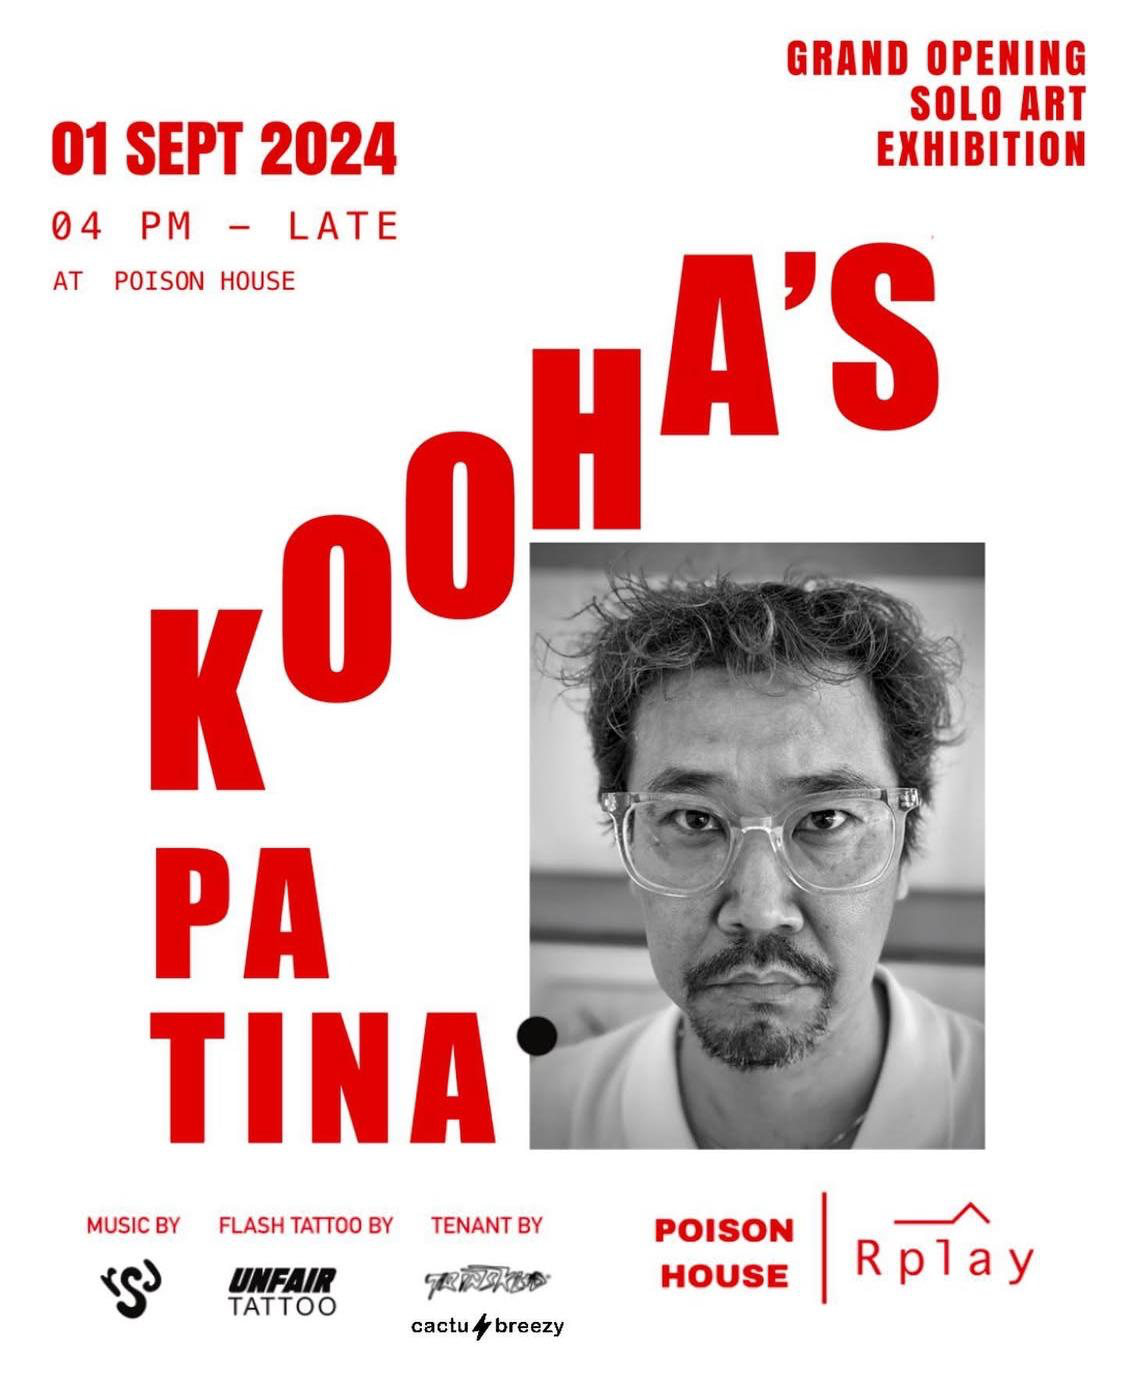 GRAND OPENING
SOLO ART
EXHIBITION
01 SEPT 2024
04 PM – LATE
AT POISON HOUSE
KOOHA’S
PA
TINA
MUSIC BY
FLASH TATTOO BY
UNFAIR
TATTOO
TENANT BY
cactu breezy
POISON
HOUSE
Rplay